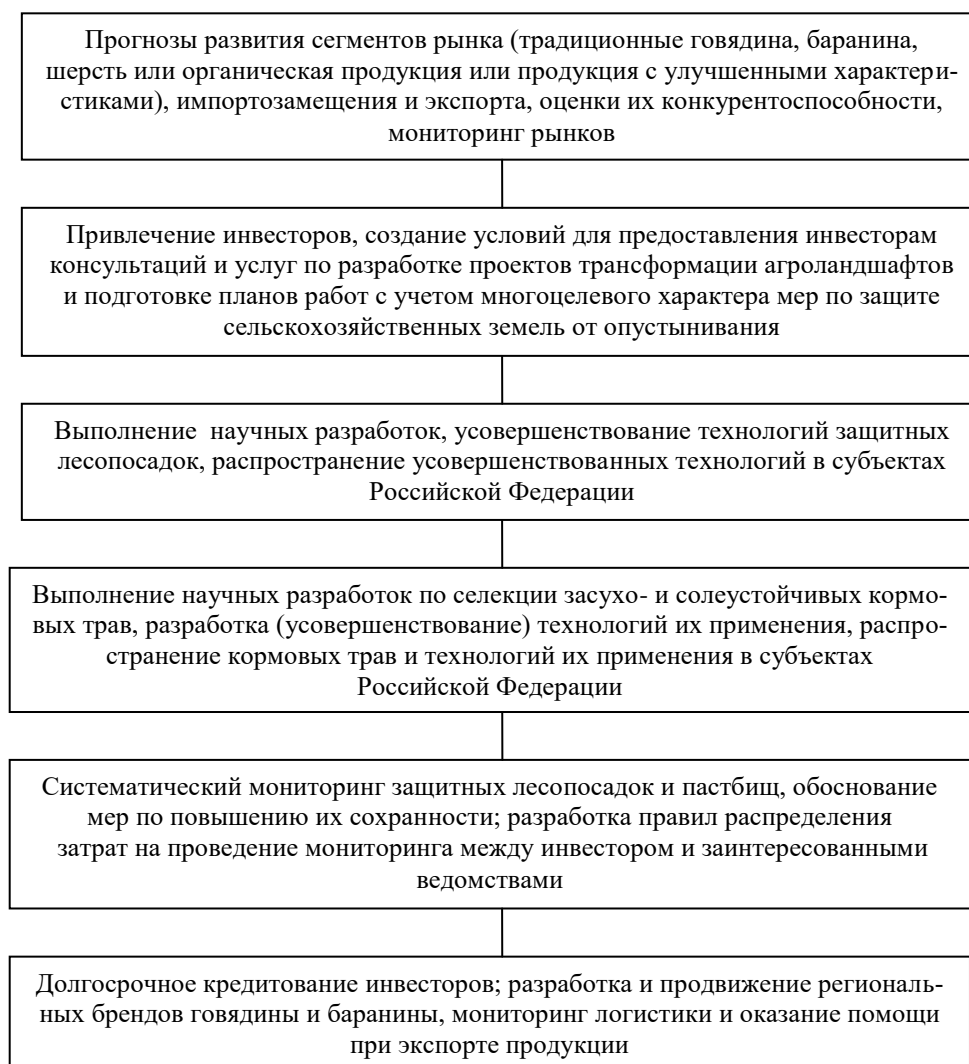 Прогнозы развития сегментов рынка (традиционные говядина, баранина,
шерсть или органическая продукция или продукция с улучшенными характери-
стиками), импортозамещения и экспорта, оценки их конкурентоспособности,
мониторинг рынков
Привлечение инвесторов, создание условий для предоставления инвесторам
консультаций и услуг по разработке проектов трансформации агроландшафтов
и подготовке планов работ с учетом многоцелевого характера мер по защите
сельскохозяйственных земель от опустынивания
Выполнение научных разработок, усовершенствование технологий защитных
лесопосадок, распространение усовершенствованных технологий в субъектах
Российской Федерации
Выполнение научных разработок по селекции засухо- и солеустойчивых кормо-
вых трав, разработка (усовершенствование) технологий их применения, распро-
странение кормовых трав и технологий их применения в субъектах
Российской Федерации
Систематический мониторинг защитных лесопосадок и пастбищ, обоснование
мер по повышению их сохранности; разработка правил распределения
затрат на проведение мониторинга между инвестором и заинтересованными
ведомствами
Долгосрочное кредитование инвесторов; разработка и продвижение региональ-
ных брендов говядины и баранины, мониторинг логистики и оказание помощи
при экспорте продукции